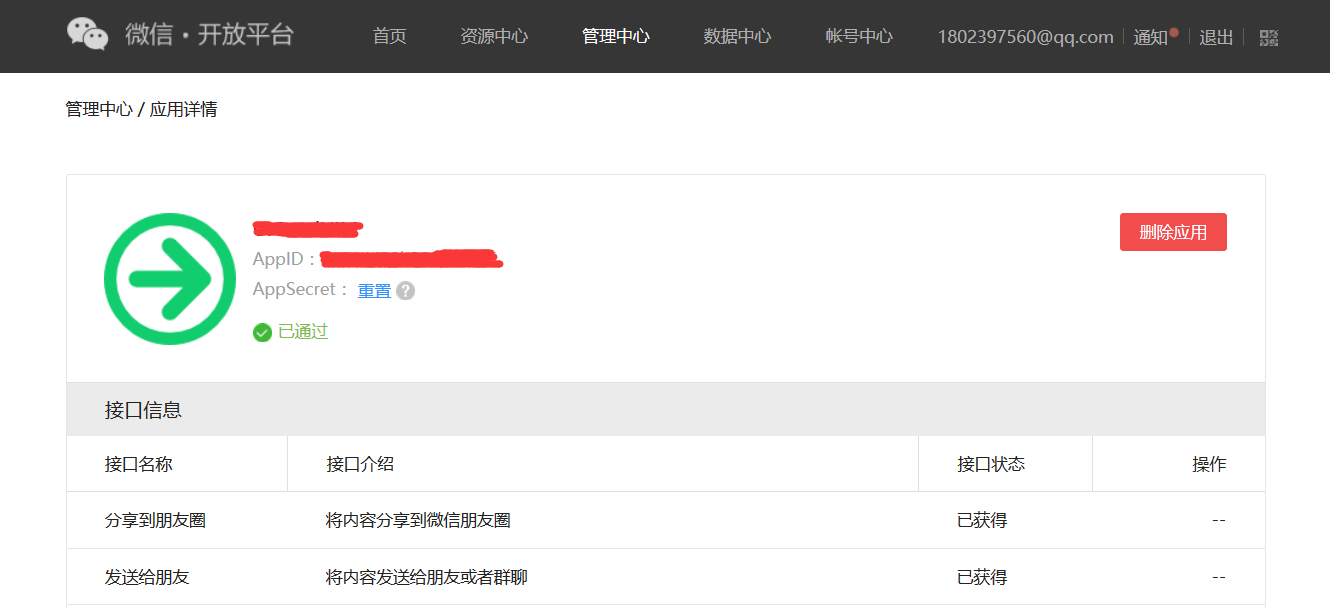 微信·开放平台 首页 资源中心 管理中心 数据中心 帐号中心 1802397560@qq.com 通知 退出
管理中心 / 应用详情
删除应用
AppID：
AppSecret： 重置 ?
已通过
接口信息
接口名称 接口介绍 接口状态 操作
分享到朋友圈 将内容分享到微信朋友圈 已获得 --
发送给朋友 将内容发送给朋友或者群聊 已获得 --